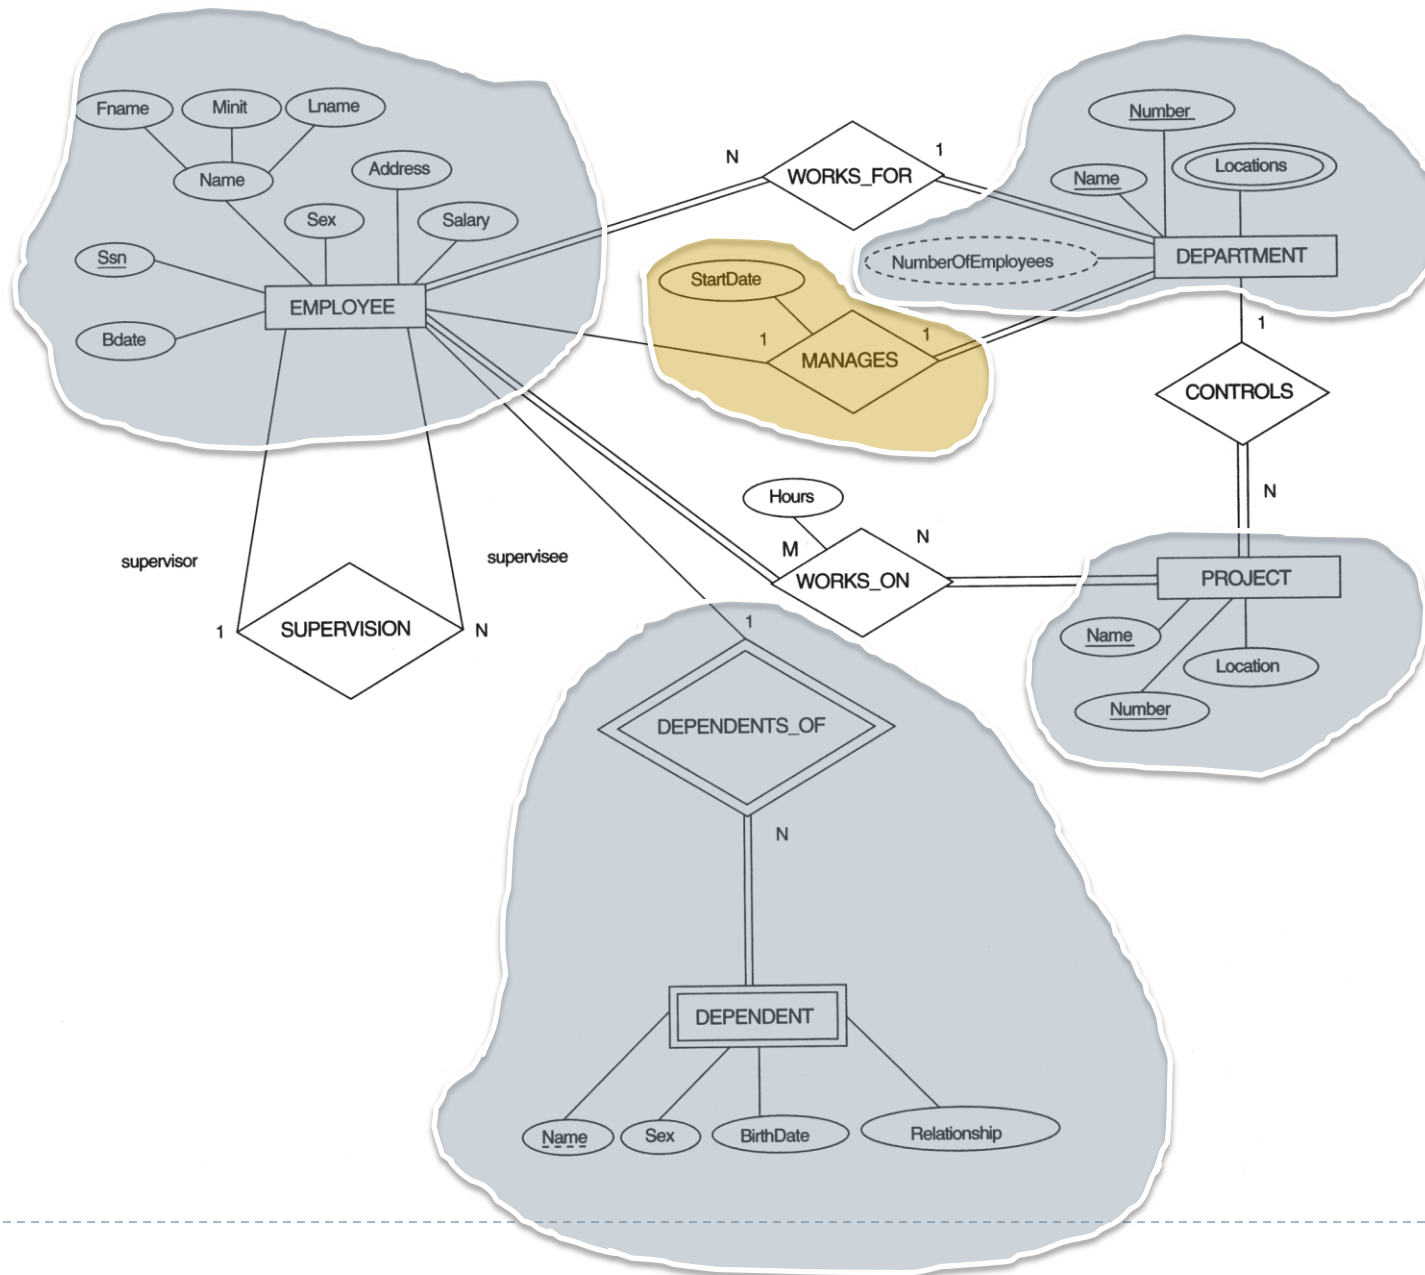 Fname
Minit
Lname
Name
Address
Sex
Salary
Ssn
Bdate
EMPLOYEE
N
WORKS_FOR
1
Number
Name
Locations
NumberOfEmployees
DEPARTMENT
StartDate
1
MANAGES
1
1
CONTROLS
N
supervisor
supervisee
1
SUPERVISION
N
Hours
M
N
WORKS_ON
PROJECT
Name
Location
Number
1
DEPENDENTS_OF
N
DEPENDENT
Name
Sex
BirthDate
Relationship